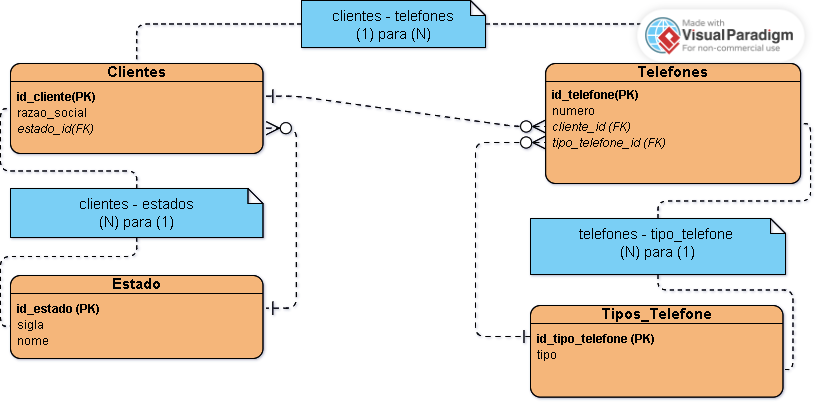 clientes - telefones
(1) para (N)
Made with
VisualParadigm
For non-commercial use
Clientes
id_cliente(PK)
razao_social
estado_id(FK)
Telefones
id_telefone(PK)
numero
cliente_id (FK)
tipo_telefone_id (FK)
clientes - estados
(N) para (1)
telefones - tipo_telefone
(N) para (1)
Estado
id_estado (PK)
sigla
nome
Tipos_Telefone
id_tipo_telefone (PK)
tipo